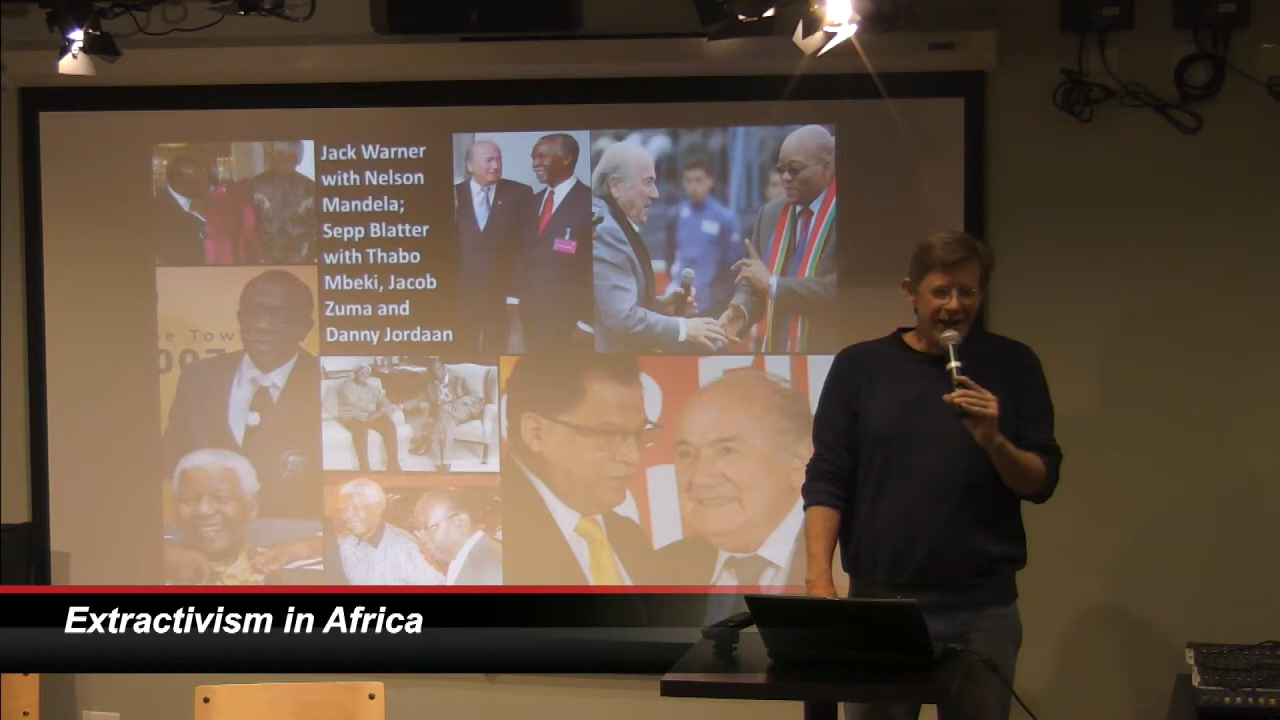 Jack Warner
with Nelson
Mandela;
Sepp Blatter
with Thabo
Mbeki, Jacob
Zuma and
Danny Jordaan
Extractivism in Africa